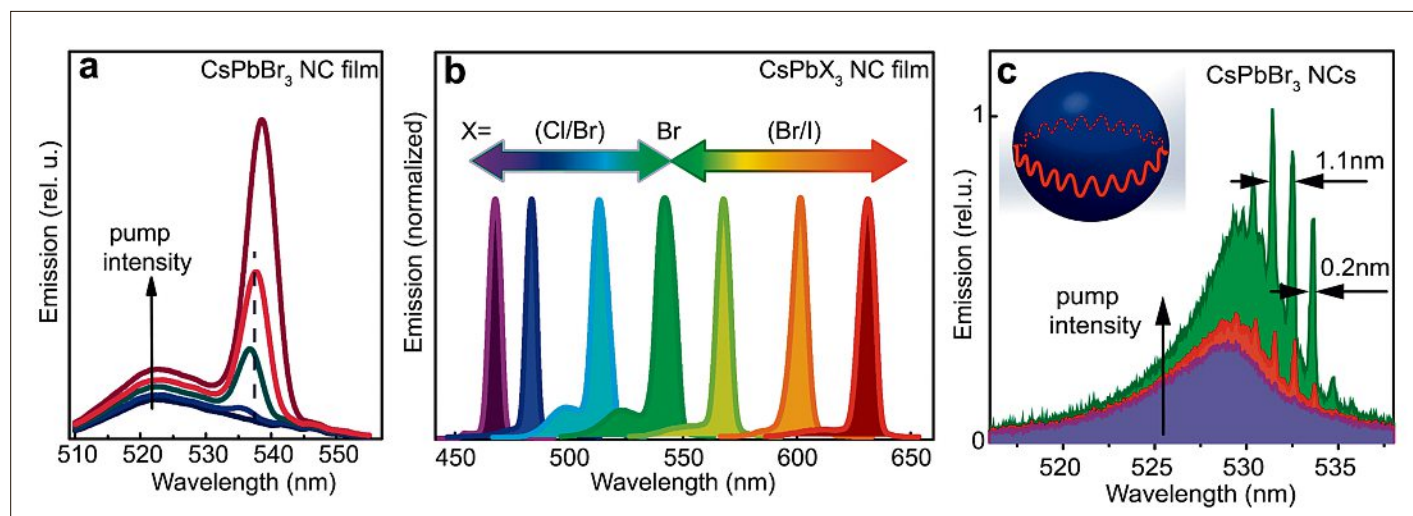 a
CsPbBr₃ NC film
Emission (rel. u.)
pump
intensity
510 520 530 540 550
Wavelength (nm)
b
CsPbX₃ NC film
X= (Cl/Br) Br (Br/I)
Emission (normalized)
450 500 550 600 650
Wavelength (nm)
c
CsPbBr₃ NCs
1
1.1nm
0.2nm
Emission (rel.u.)
pump
intensity
0
520 525 530 535
Wavelength (nm)